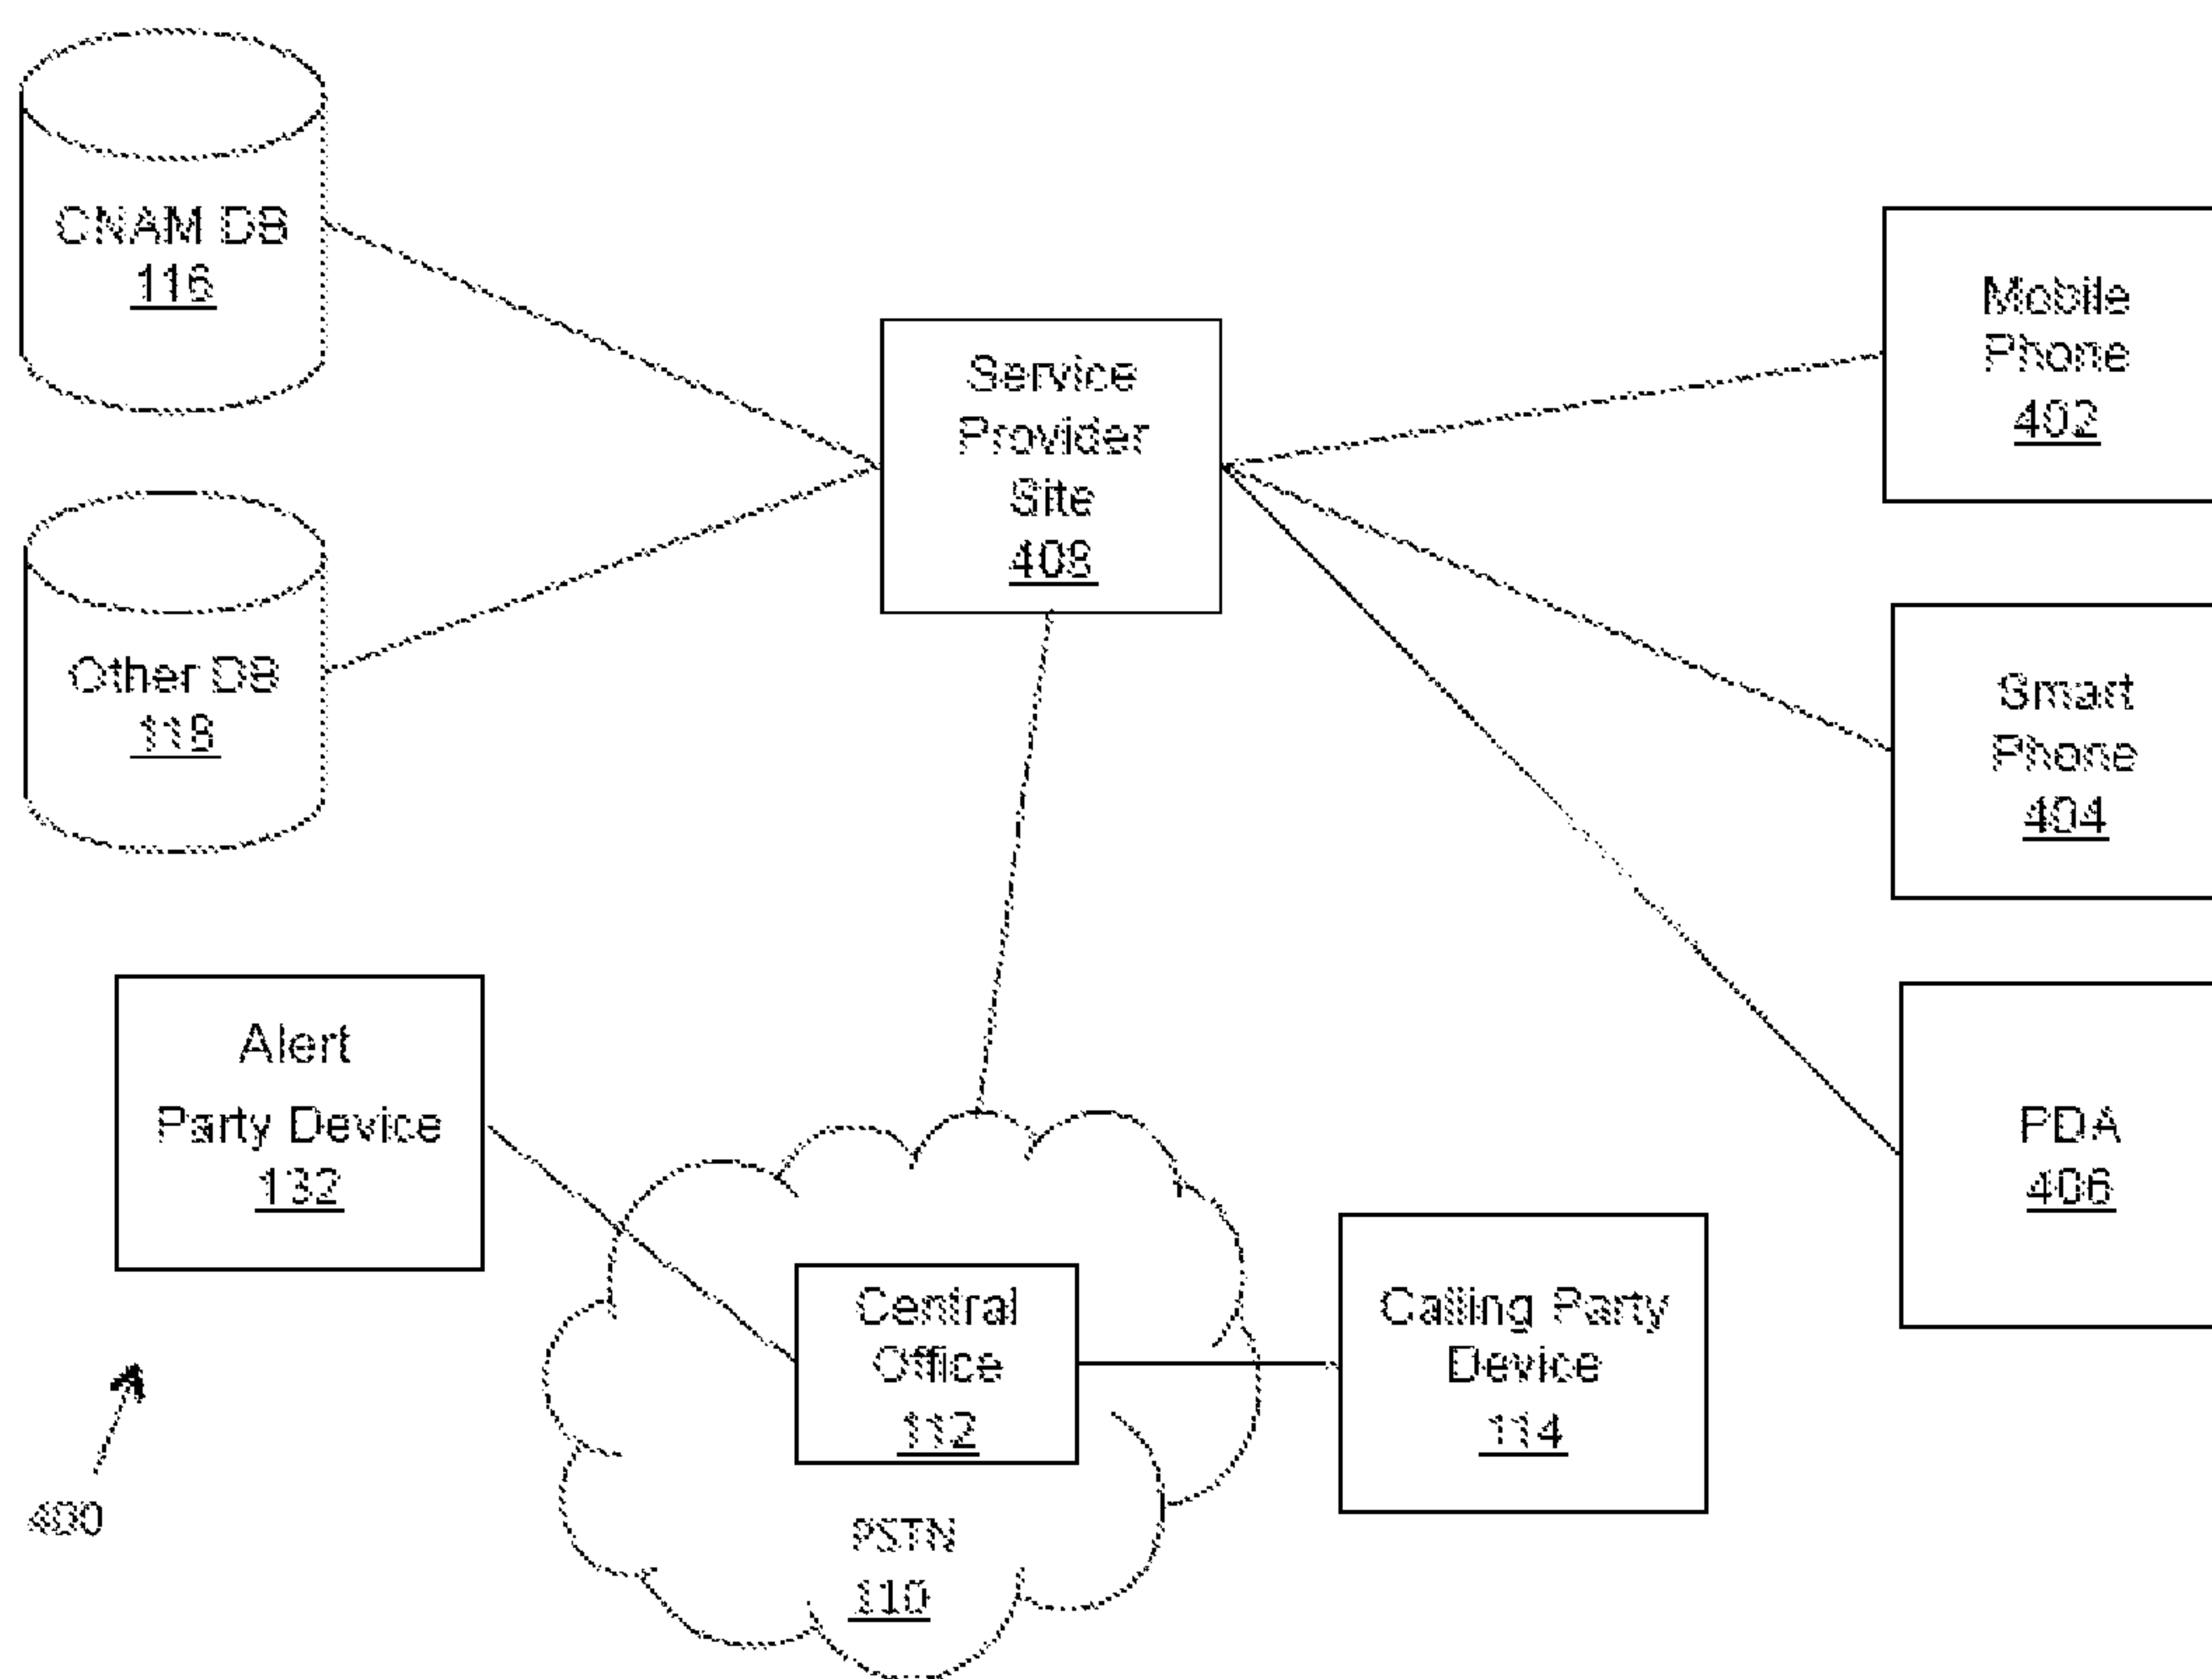 CNAM DB
116
Other DB
118
Service
Provider
Site
408
Mobile
Phone
402
Smart
Phone
404
PDA
406
Alert
Party Device
132
Central
Office
112
Calling Party
Device
114
PSTN
110
400